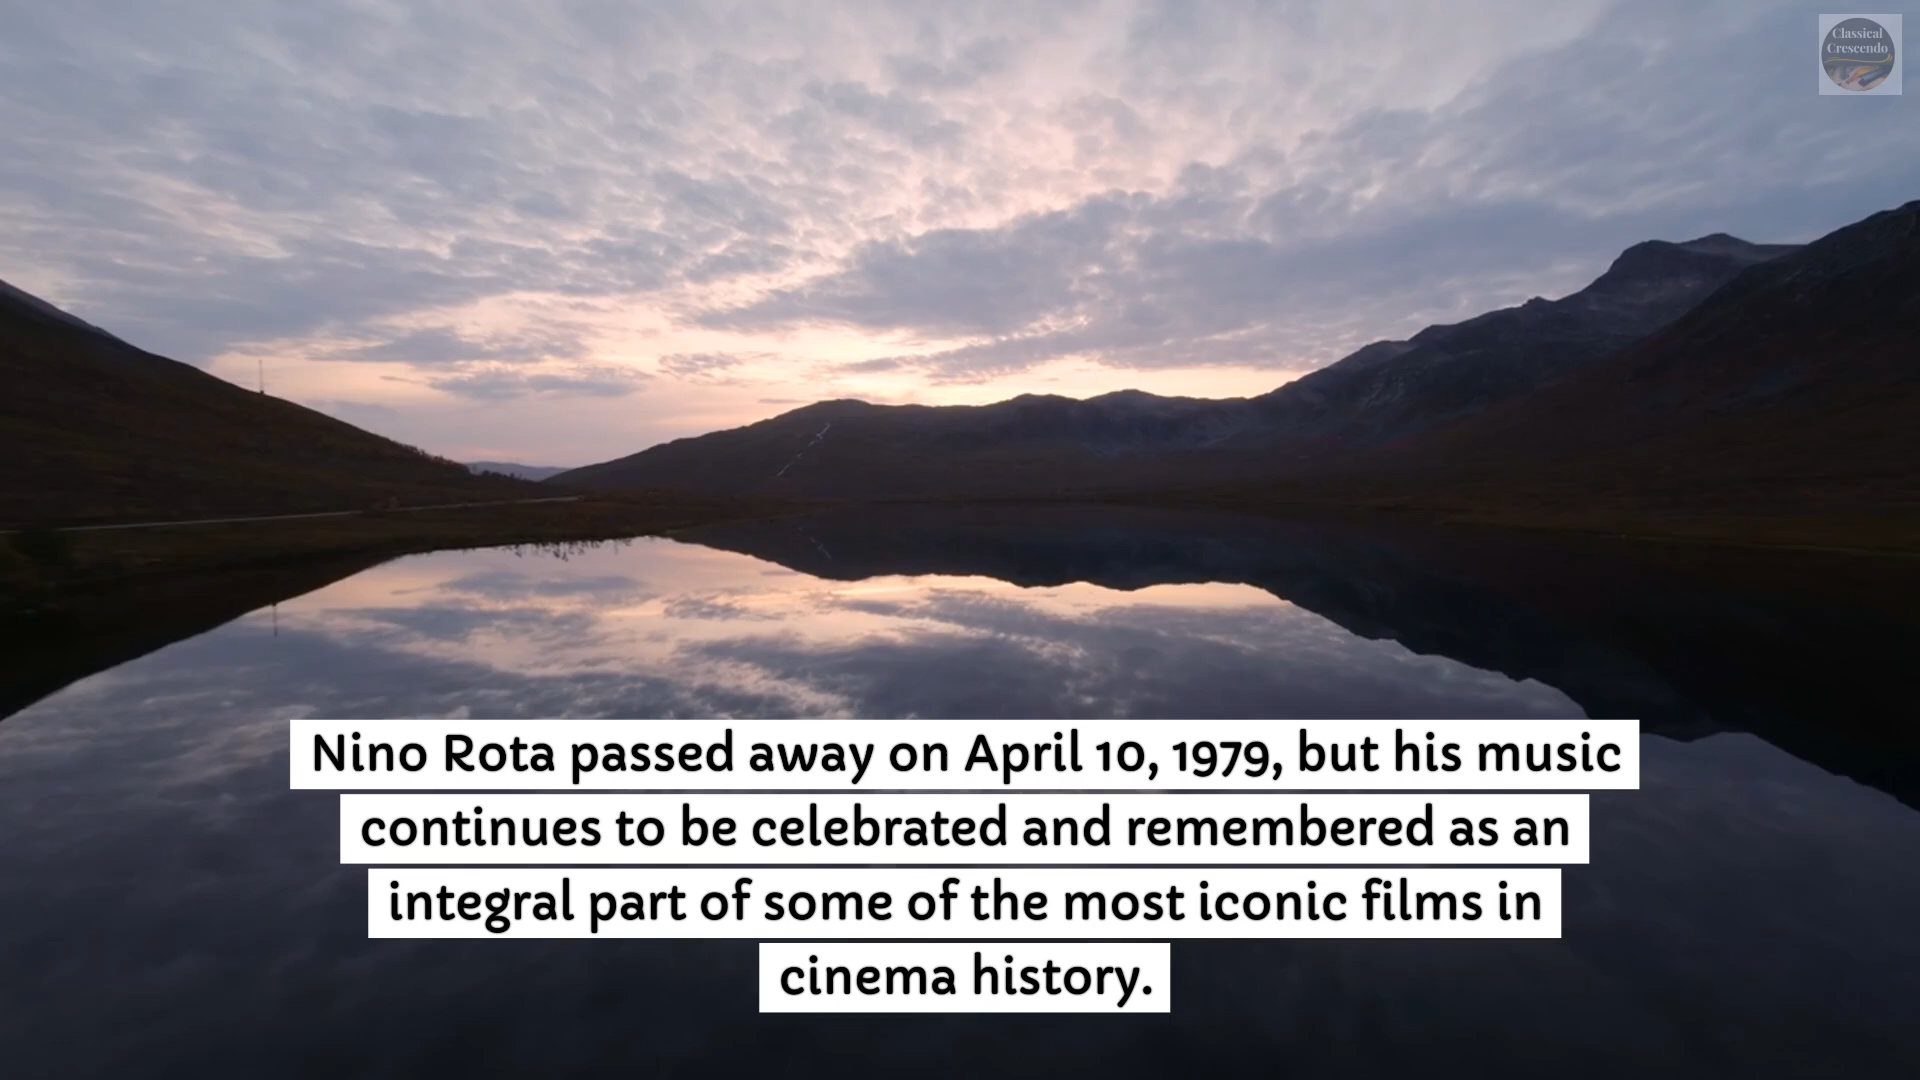 Classical
Crescendo
Nino Rota passed away on April 10, 1979, but his music
continues to be celebrated and remembered as an
integral part of some of the most iconic films in
cinema history.